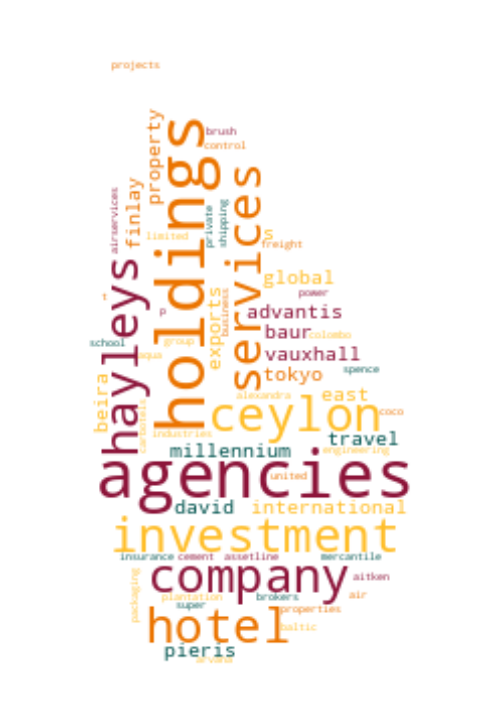 projects
brush
control
property
holdings
services
finlay
airservices
limited
private
shipping
s
freight
hayleys
global
power
exports
business
t
p
advantis
baur
colombo
school
group
aqua
vauxhall
tokyo
spence
beira
carbotels
alexandra
east
ceylon
coco
industries
travel
millennium
engineering
agencies
united
david
international
investment
insurance
cement
assetline
mercantile
company
aitken
packaging
plantation
brokers
air
super
properties
hotel
baltic
pieris
arvana